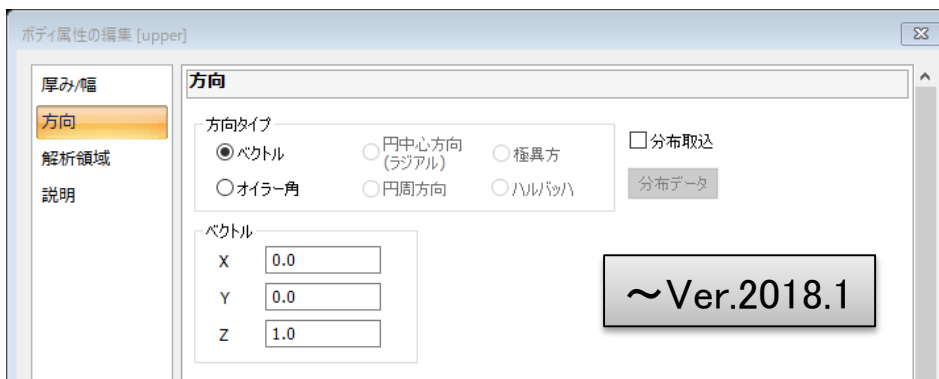 ボディ属性の編集 [upper]
厚み/幅
方向
解析領域
説明
方向
方向タイプ
ベクトル
円中心方向
(ラジアル)
極異方
オイラー角
円周方向
ハルバッハ
分布取込
分布データ
ベクトル
X 0.0
Y 0.0
Z 1.0
～Ver.2018.1